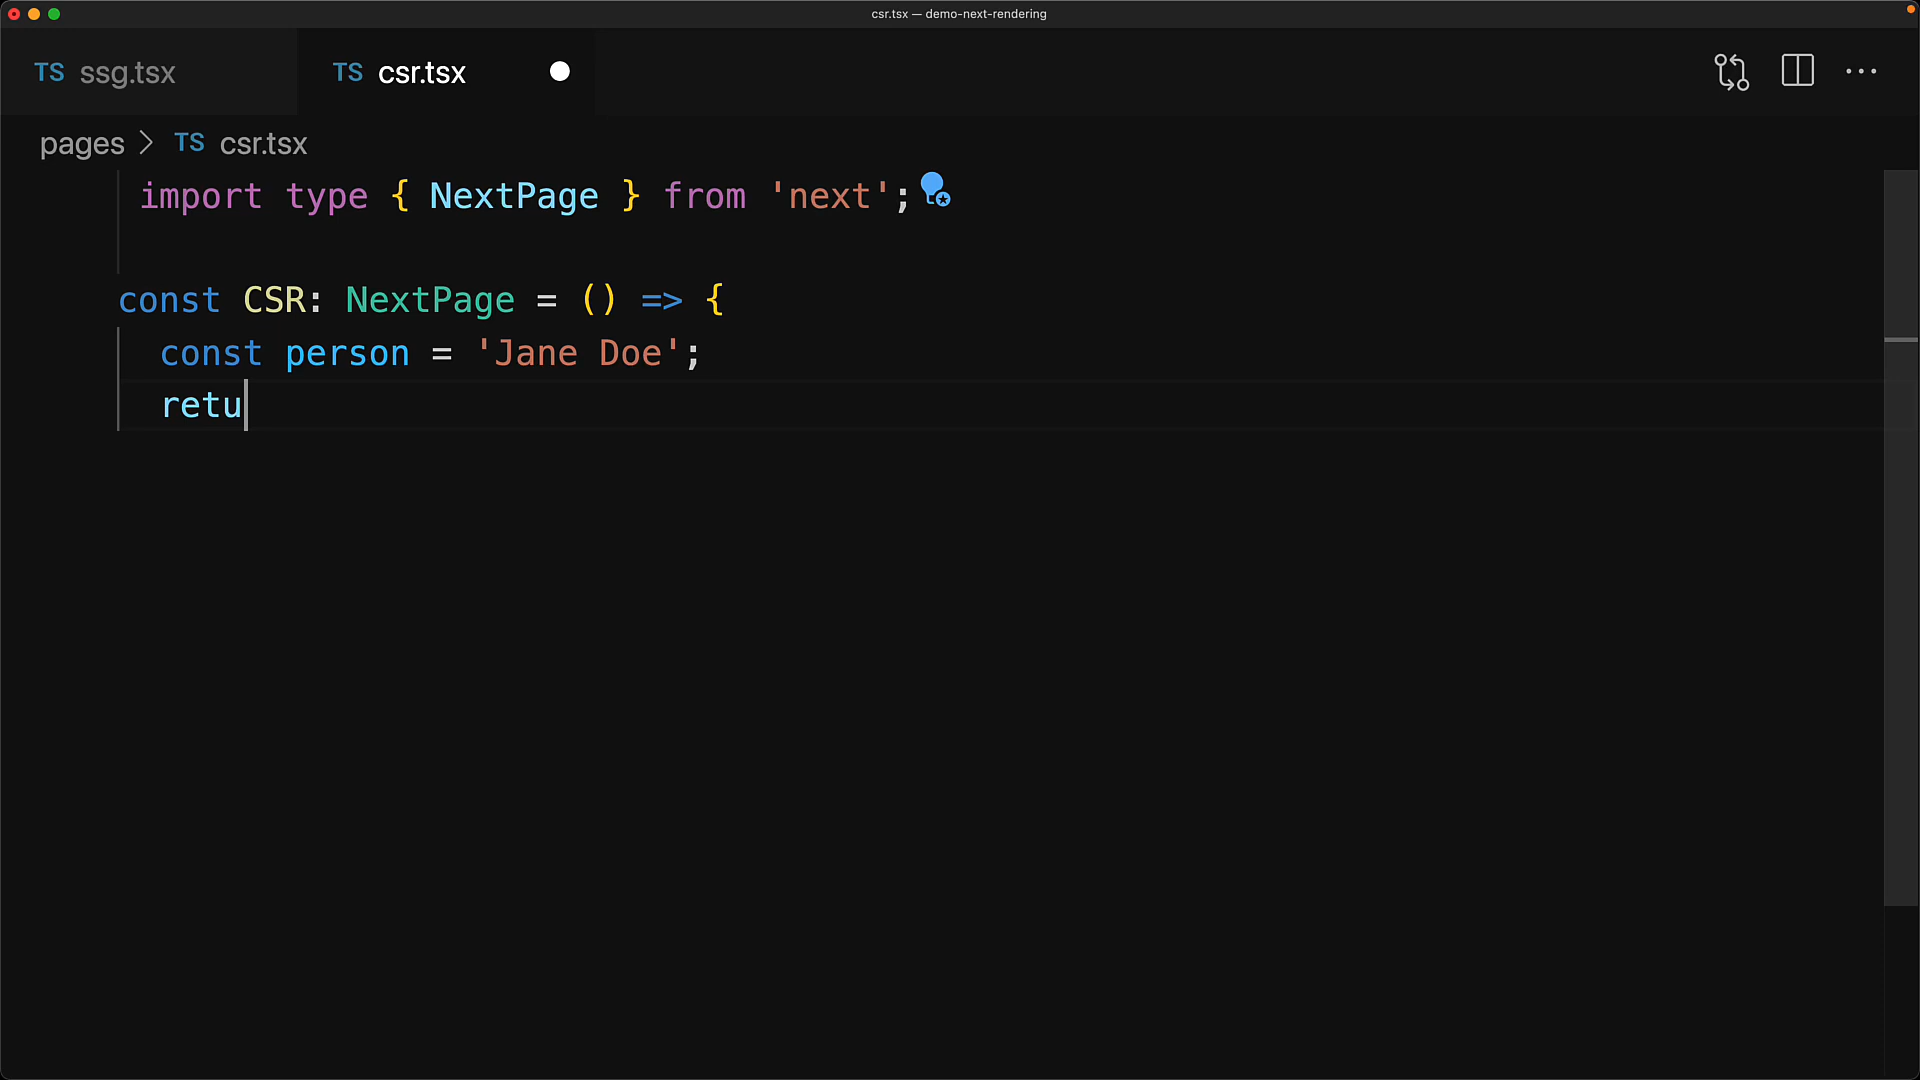 csr.tsx — demo-next-rendering
TS ssg.tsx
TS csr.tsx
pages > TS csr.tsx
import type { NextPage } from 'next';
const CSR: NextPage = () => {
const person = 'Jane Doe';
retu